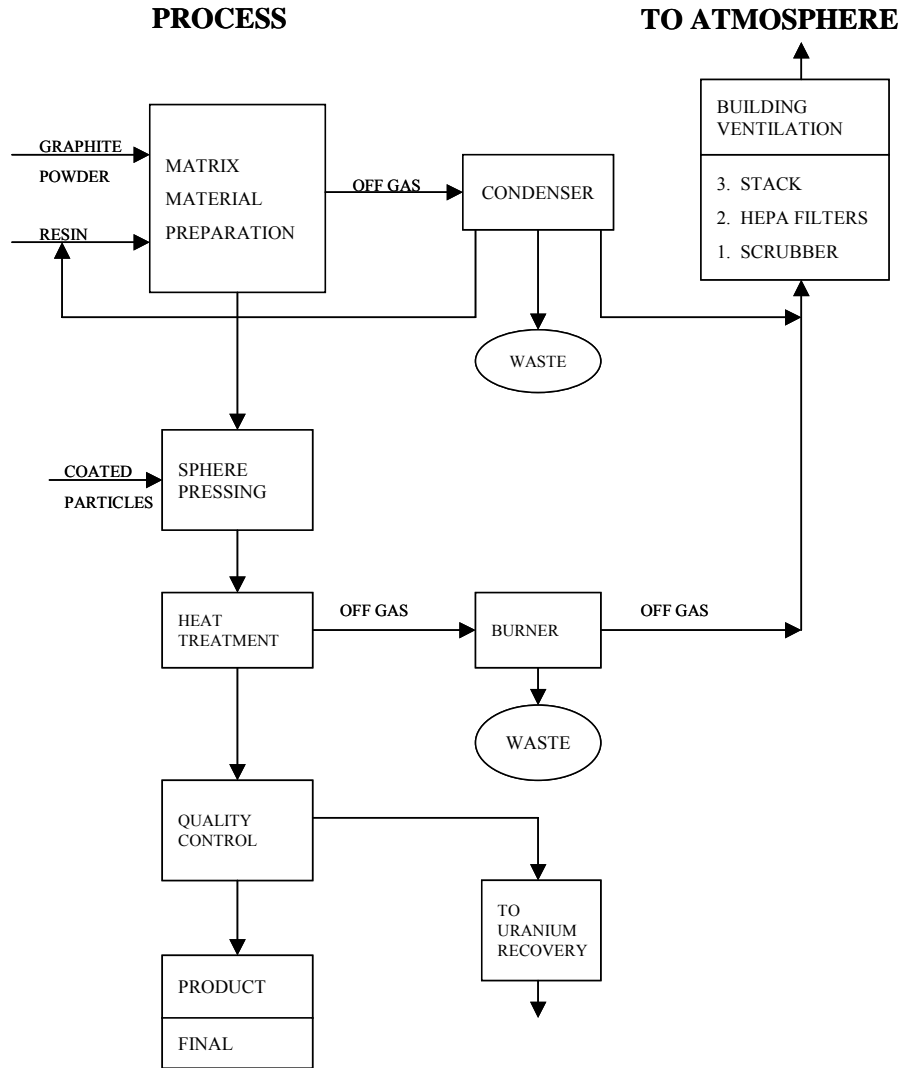 PROCESS
TO ATMOSPHERE
BUILDING
VENTILATION
3. STACK
2. HEPA FILTERS
1. SCRUBBER
GRAPHITE
POWDER
RESIN
MATRIX
MATERIAL
PREPARATION
OFF GAS
CONDENSER
WASTE
COATED
PARTICLES
SPHERE
PRESSING
HEAT
TREATMENT
OFF GAS
BURNER
OFF GAS
WASTE
QUALITY
CONTROL
TO
URANIUM
RECOVERY
PRODUCT
FINAL